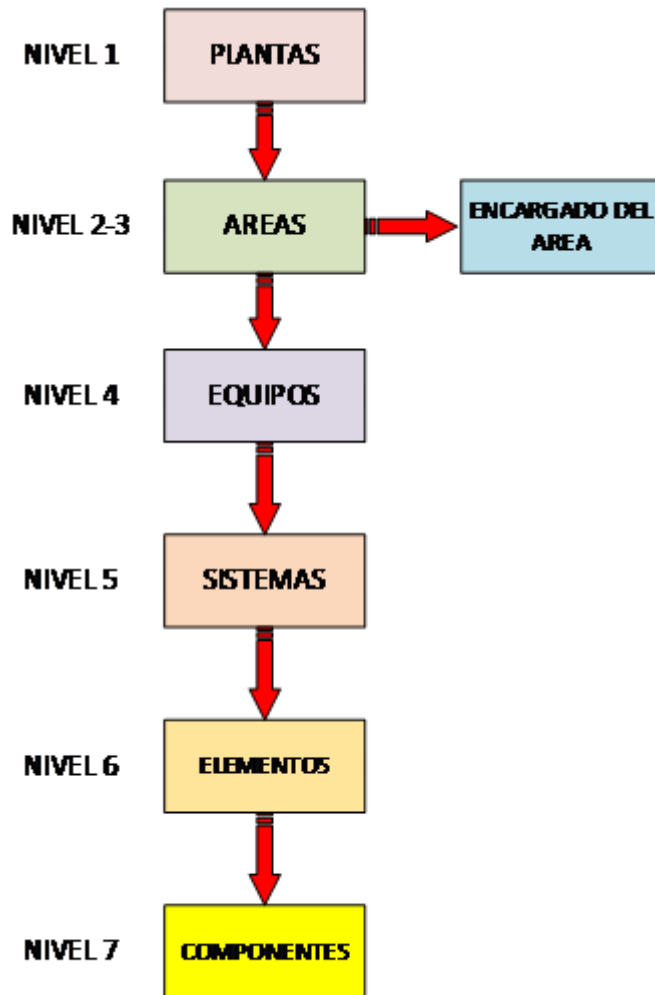 NIVEL 1
PLANTAS
NIVEL 2-3
AREAS
ENCARGADO DEL
AREA
NIVEL 4
EQUIPOS
NIVEL 5
SISTEMAS
NIVEL 6
ELEMENTOS
NIVEL 7
COMPONENTES